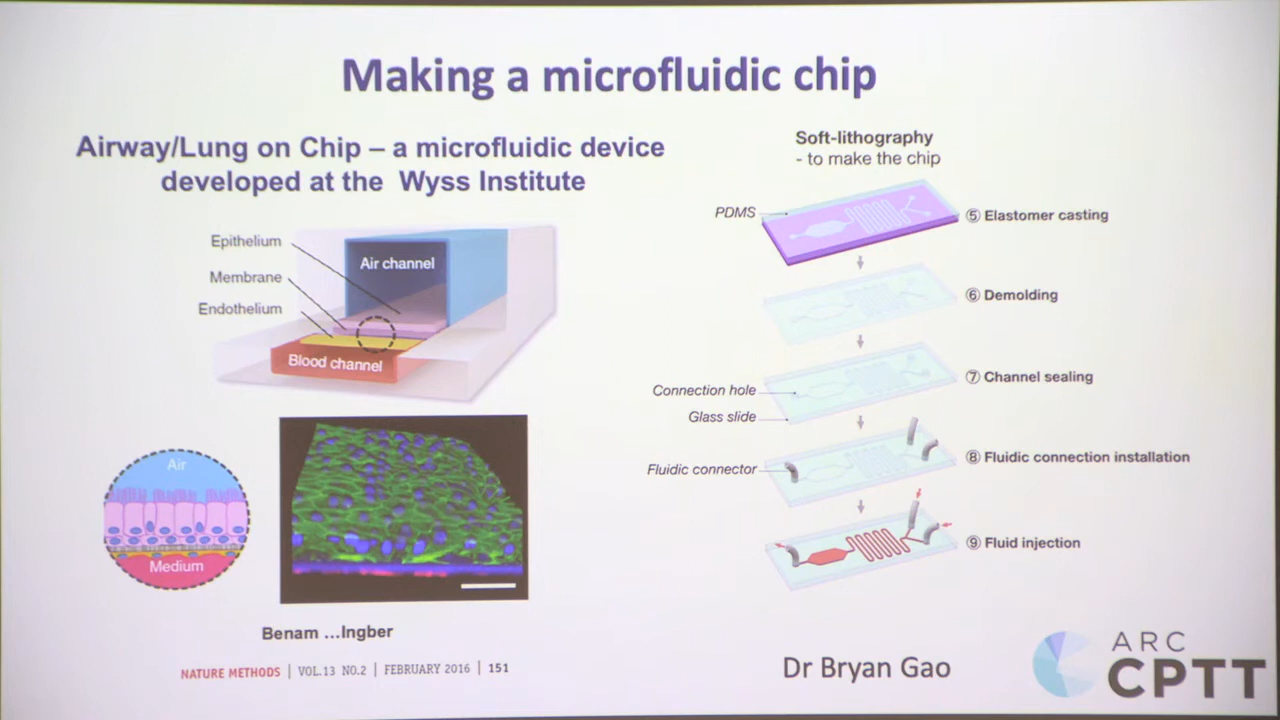 Making a microfluidic chip
Airway/Lung on Chip – a microfluidic device
developed at the Wyss Institute
Epithelium
Membrane
Endothelium
Air channel
Blood channel
Air
Medium
Benam ...Ingber
NATURE METHODS | VOL.13 NO.2 | FEBRUARY 2016 | 151
Soft-lithography
- to make the chip
PDMS
⑤ Elastomer casting
⑥ Demolding
⑦ Channel sealing
Connection hole
Glass slide
⑧ Fluidic connection installation
Fluidic connector
⑨ Fluid injection
Dr Bryan Gao
ARC
CPTT